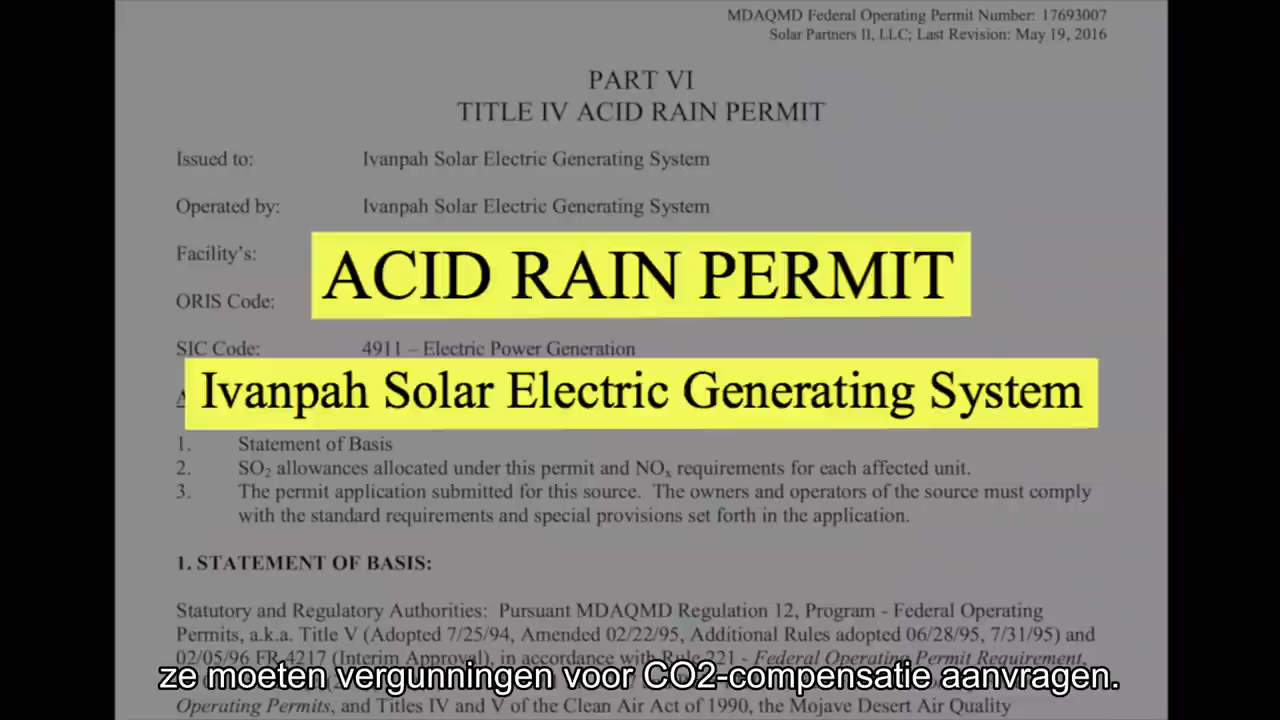 MDAQMD Federal Operating Permit Number: 17693007
Solar Partners II, LLC; Last Revision: May 19, 2016
PART VI
TITLE IV ACID RAIN PERMIT
Issued to: Ivanpah Solar Electric Generating System
Operated by: Ivanpah Solar Electric Generating System
Facility's:
ACID RAIN PERMIT
ORIS Code:
SIC Code: 4911 – Electric Power Generation
Ivanpah Solar Electric Generating System
1. Statement of Basis
2. SO₂ allowances allocated under this permit and NOₓ requirements for each affected unit.
3. The permit application submitted for this source. The owners and operators of the source must comply
with the standard requirements and special provisions set forth in the application.
1. STATEMENT OF BASIS:
Statutory and Regulatory Authorities: Pursuant MDAQMD Regulation 12, Program - Federal Operating
Permits, a.k.a. Title V (Adopted 7/25/94, Amended 02/22/95, Additional Rules adopted 06/28/95, 7/31/95) and
02/05/96 FR 4217 (Interim Approval), in accordance with Rule 221 - Federal Operating Permit Requirement,
ze moeten vergunningen voor CO2-compensatie aanvragen.
Operating Permits, and Titles IV and V of the Clean Air Act of 1990, the Mojave Desert Air Quality